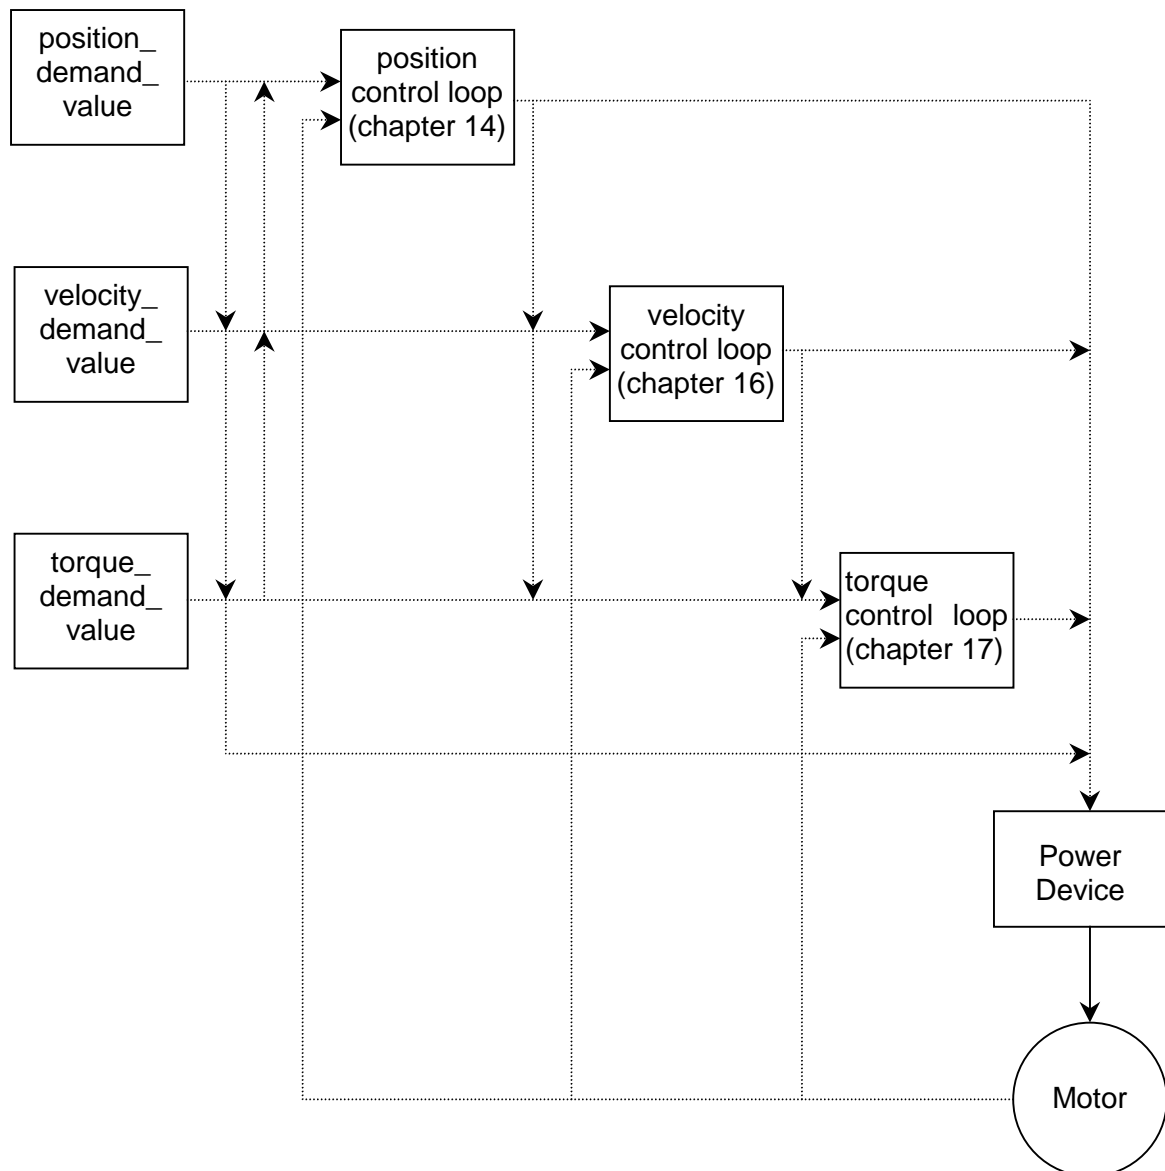 position_
demand_
value
position
control loop
(chapter 14)
velocity_
demand_
value
velocity
control loop
(chapter 16)
torque_
demand_
value
torque
control loop
(chapter 17)
Power
Device
Motor